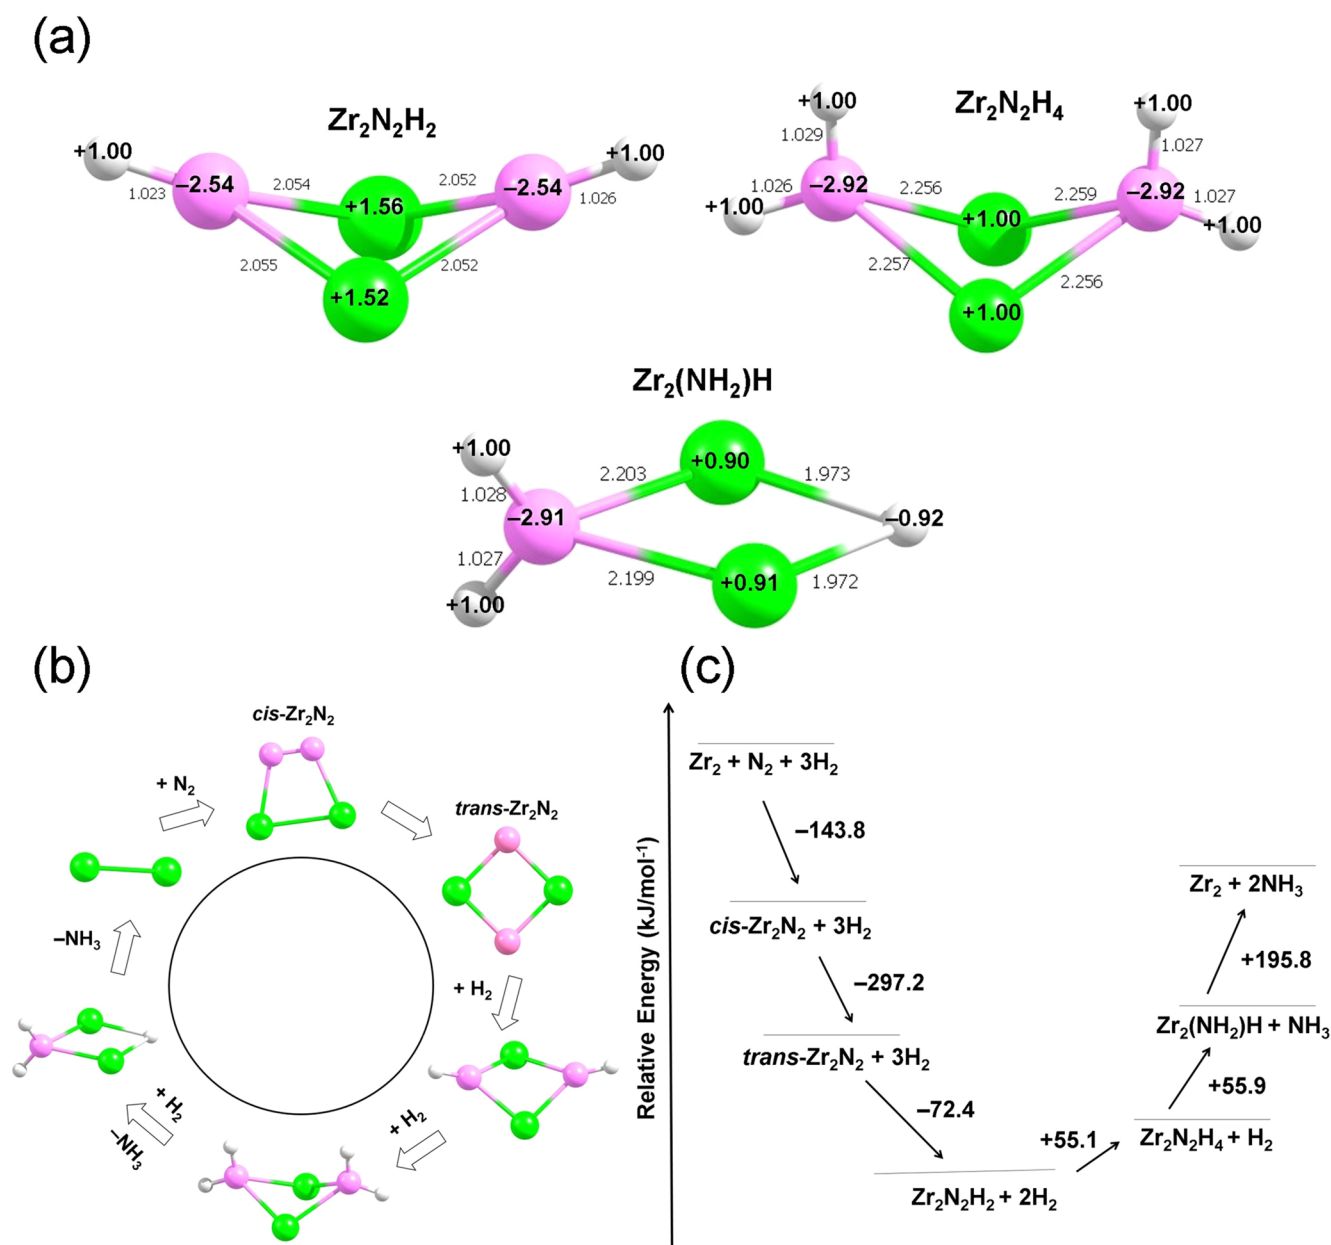 (a)
Zr₂N₂H₂
+1.00
1.023
–2.54
2.054
+1.56
2.052
–2.54
+1.00
1.026
2.055
2.052
+1.52
Zr₂N₂H₄
+1.00
1.029
1.026
+1.00
–2.92
2.256
+1.00
2.259
+1.00
1.027
–2.92
1.027
+1.00
2.257
2.256
+1.00
Zr₂(NH₂)H
+1.00
1.028
–2.91
1.027
+1.00
2.203
+0.90
1.973
–0.92
2.199
+0.91
1.972
(b)
cis-Zr₂N₂
+ N₂
trans-Zr₂N₂
+ H₂
+ H₂
+ H₂
–NH₃
–NH₃
(c)
Relative Energy (kJ/mol⁻¹)
Zr₂ + N₂ + 3H₂
–143.8
cis-Zr₂N₂ + 3H₂
–297.2
trans-Zr₂N₂ + 3H₂
–72.4
Zr₂N₂H₂ + 2H₂
+55.1
Zr₂N₂H₄ + H₂
+55.9
Zr₂(NH₂)H + NH₃
+195.8
Zr₂ + 2NH₃